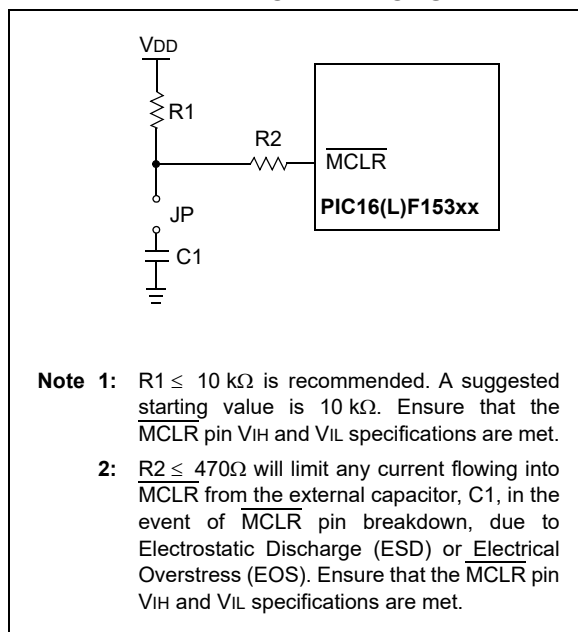 VDD
R1
R2
MCLR
PIC16(L)F153xx
JP
C1
Note 1: R1 ≤ 10 kΩ is recommended. A suggested
starting value is 10 kΩ. Ensure that the
MCLR pin VIH and VIL specifications are met.
2: R2 ≤ 470Ω will limit any current flowing into
MCLR from the external capacitor, C1, in the
event of MCLR pin breakdown, due to
Electrostatic Discharge (ESD) or Electrical
Overstress (EOS). Ensure that the MCLR pin
VIH and VIL specifications are met.